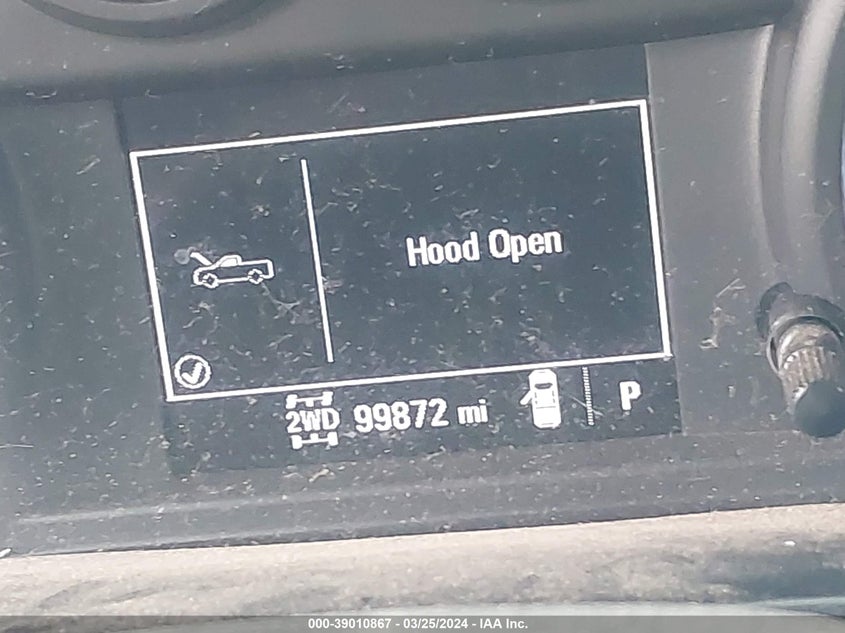 Hood Open
2WD 99872 mi P
000-39010867 - 03/25/2024 - IAA Inc.